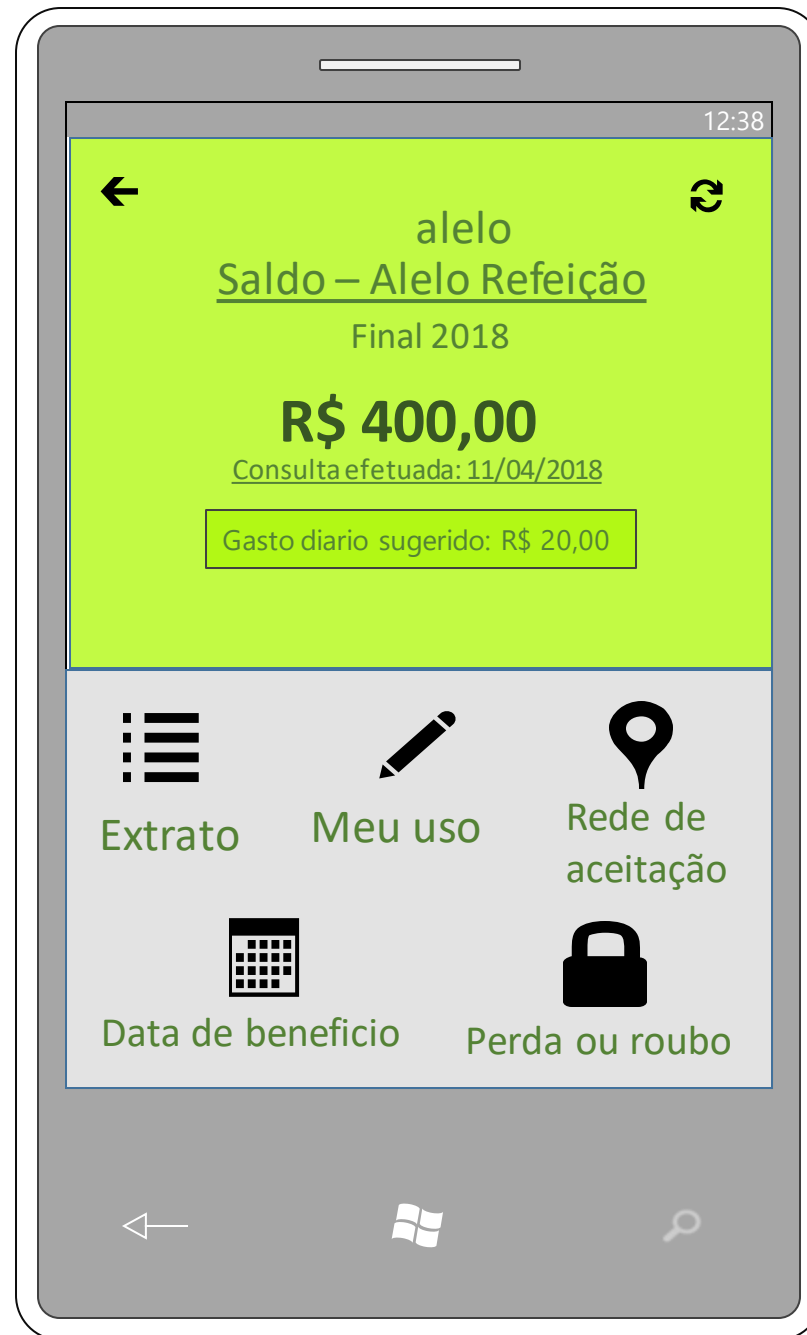 12:38
alelo
Saldo – Alelo Refeição
Final 2018
R$ 400,00
Consulta efetuada: 11/04/2018
Gasto diario sugerido: R$ 20,00
Extrato
Meu uso
Rede de
aceitação
Data de beneficio
Perda ou roubo